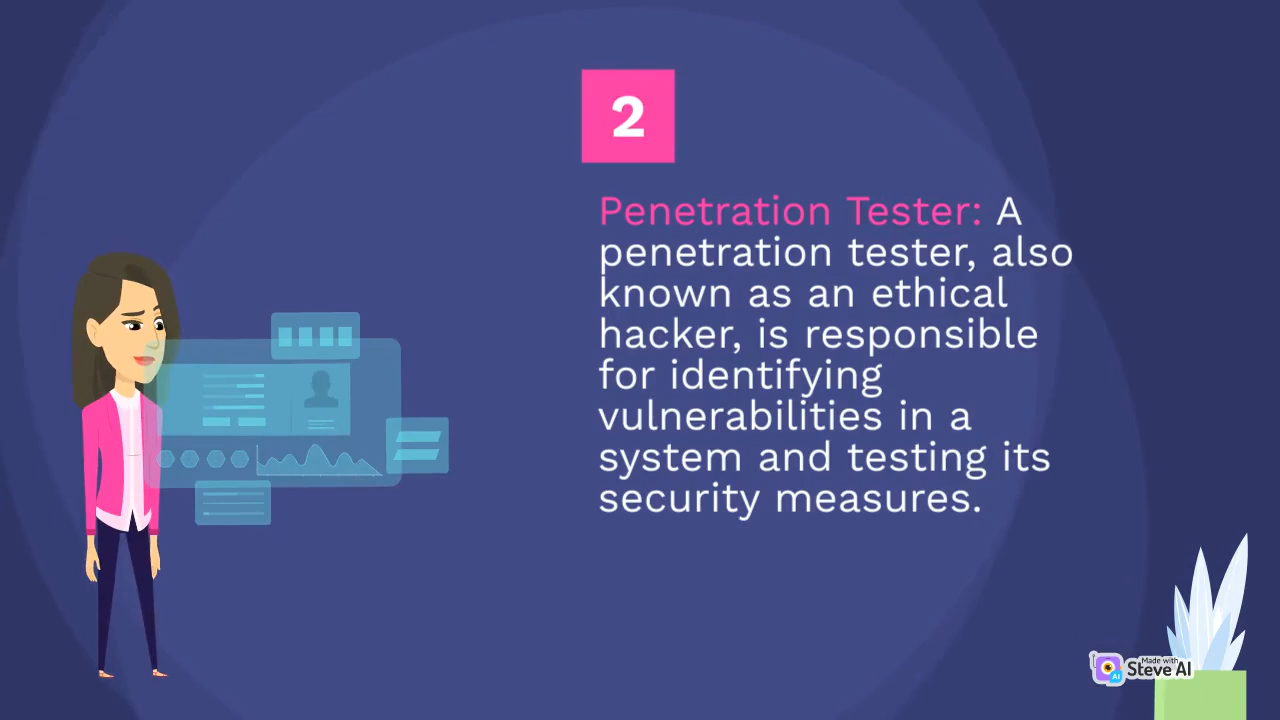 2
Penetration Tester: A
penetration tester, also
known as an ethical
hacker, is responsible
for identifying
vulnerabilities in a
system and testing its
security measures.
Made with
Steve AI
AI